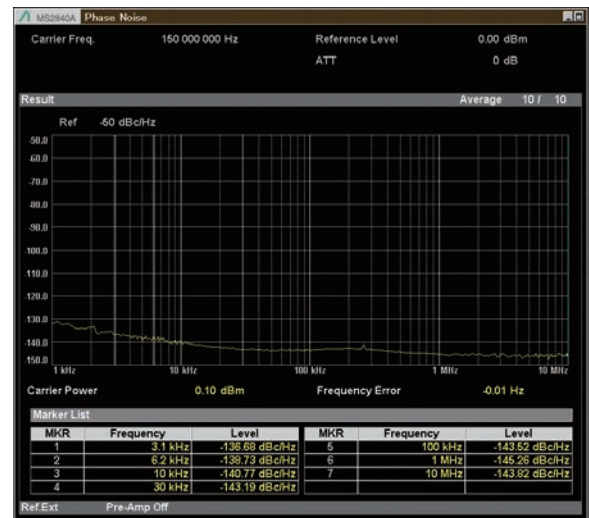 MS2840A Phase Noise
Carrier Freq. 150 000 000 Hz Reference Level 0.00 dBm
ATT 0 dB
Result Average 10 / 10
Ref -50 dBc/Hz
-50.0
-60.0
-70.0
-80.0
-90.0
-100.0
-110.0
-120.0
-130.0
-140.0
-150.0
1 kHz 10 kHz 100 kHz 1 MHz 10 MHz
Carrier Power 0.10 dBm Frequency Error -0.01 Hz
Marker List
MKR Frequency Level MKR Frequency Level
1 3.1 kHz -136.68 dBc/Hz 5 100 kHz -143.52 dBc/Hz
2 6.2 kHz -138.73 dBc/Hz 6 1 MHz -145.26 dBc/Hz
3 10 kHz -140.77 dBc/Hz 7 10 MHz -143.92 dBc/Hz
4 30 kHz -143.19 dBc/Hz
Ref.Ext Pre-Amp Off